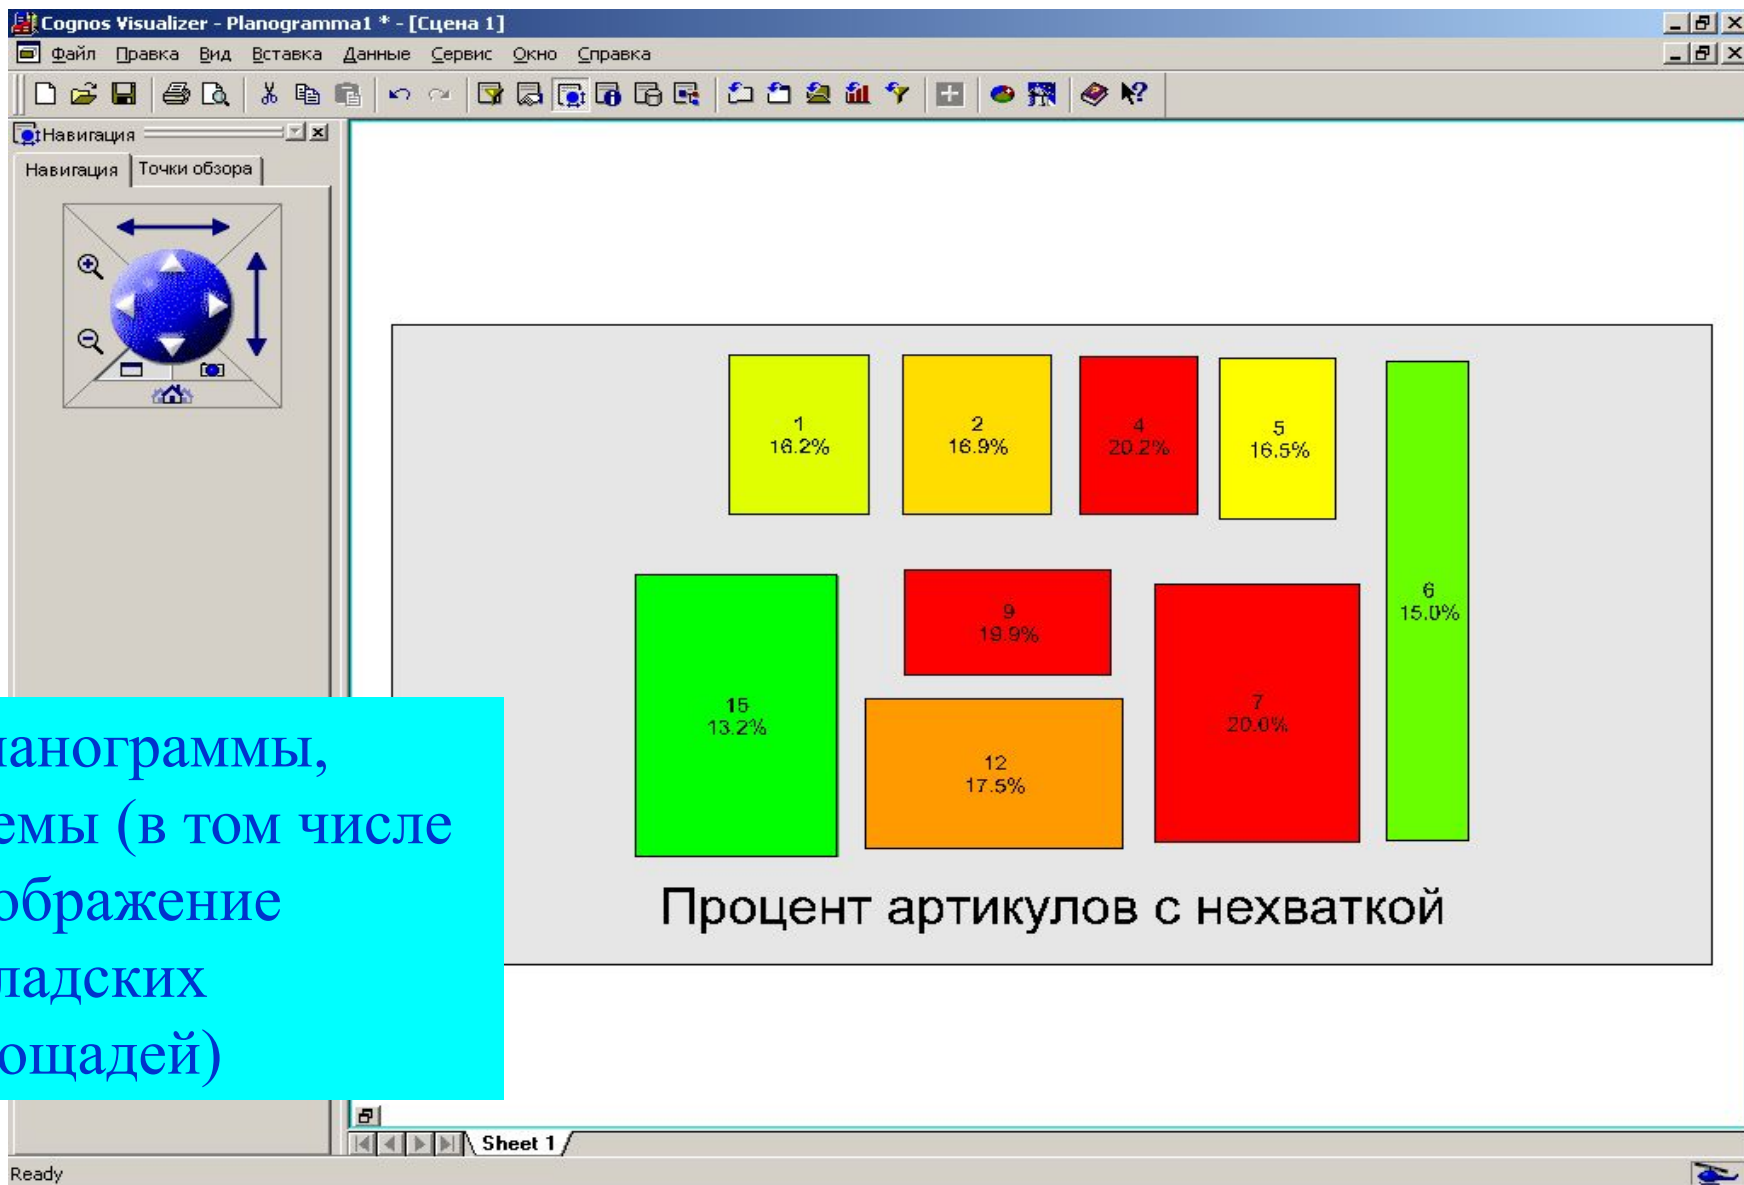 Cognos Visualizer - Planogramma1 * - [Сцена 1]
Файл Правка Вид Вставка Данные Сервис Окно Справка
Навигация
Навигация Точки обзора
1
16.2%
2
16.9%
4
20.2%
5
16.5%
6
15.0%
9
19.9%
15
13.2%
7
20.0%
12
17.5%
Процент артикулов с нехваткой
ланограммы,
емы (в том числе
ображение
ладских
ощадей)
Sheet 1
Ready